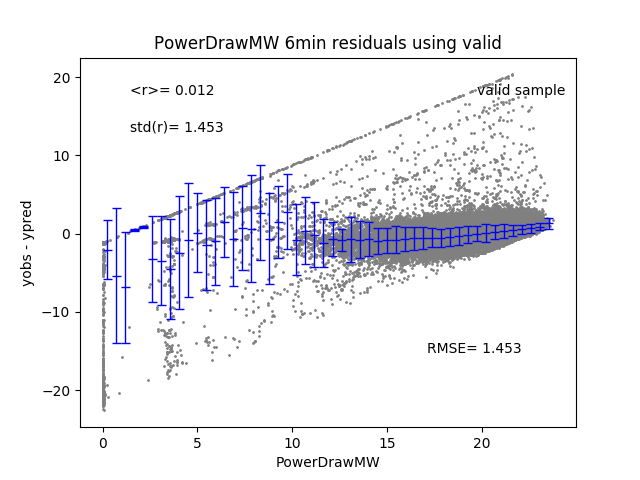 PowerDrawMW 6min residuals using valid
<r>= 0.012
valid sample
std(r)= 1.453
RMSE= 1.453
yobs - ypred
20
10
0
−10
−20
0 5 10 15 20
PowerDrawMW